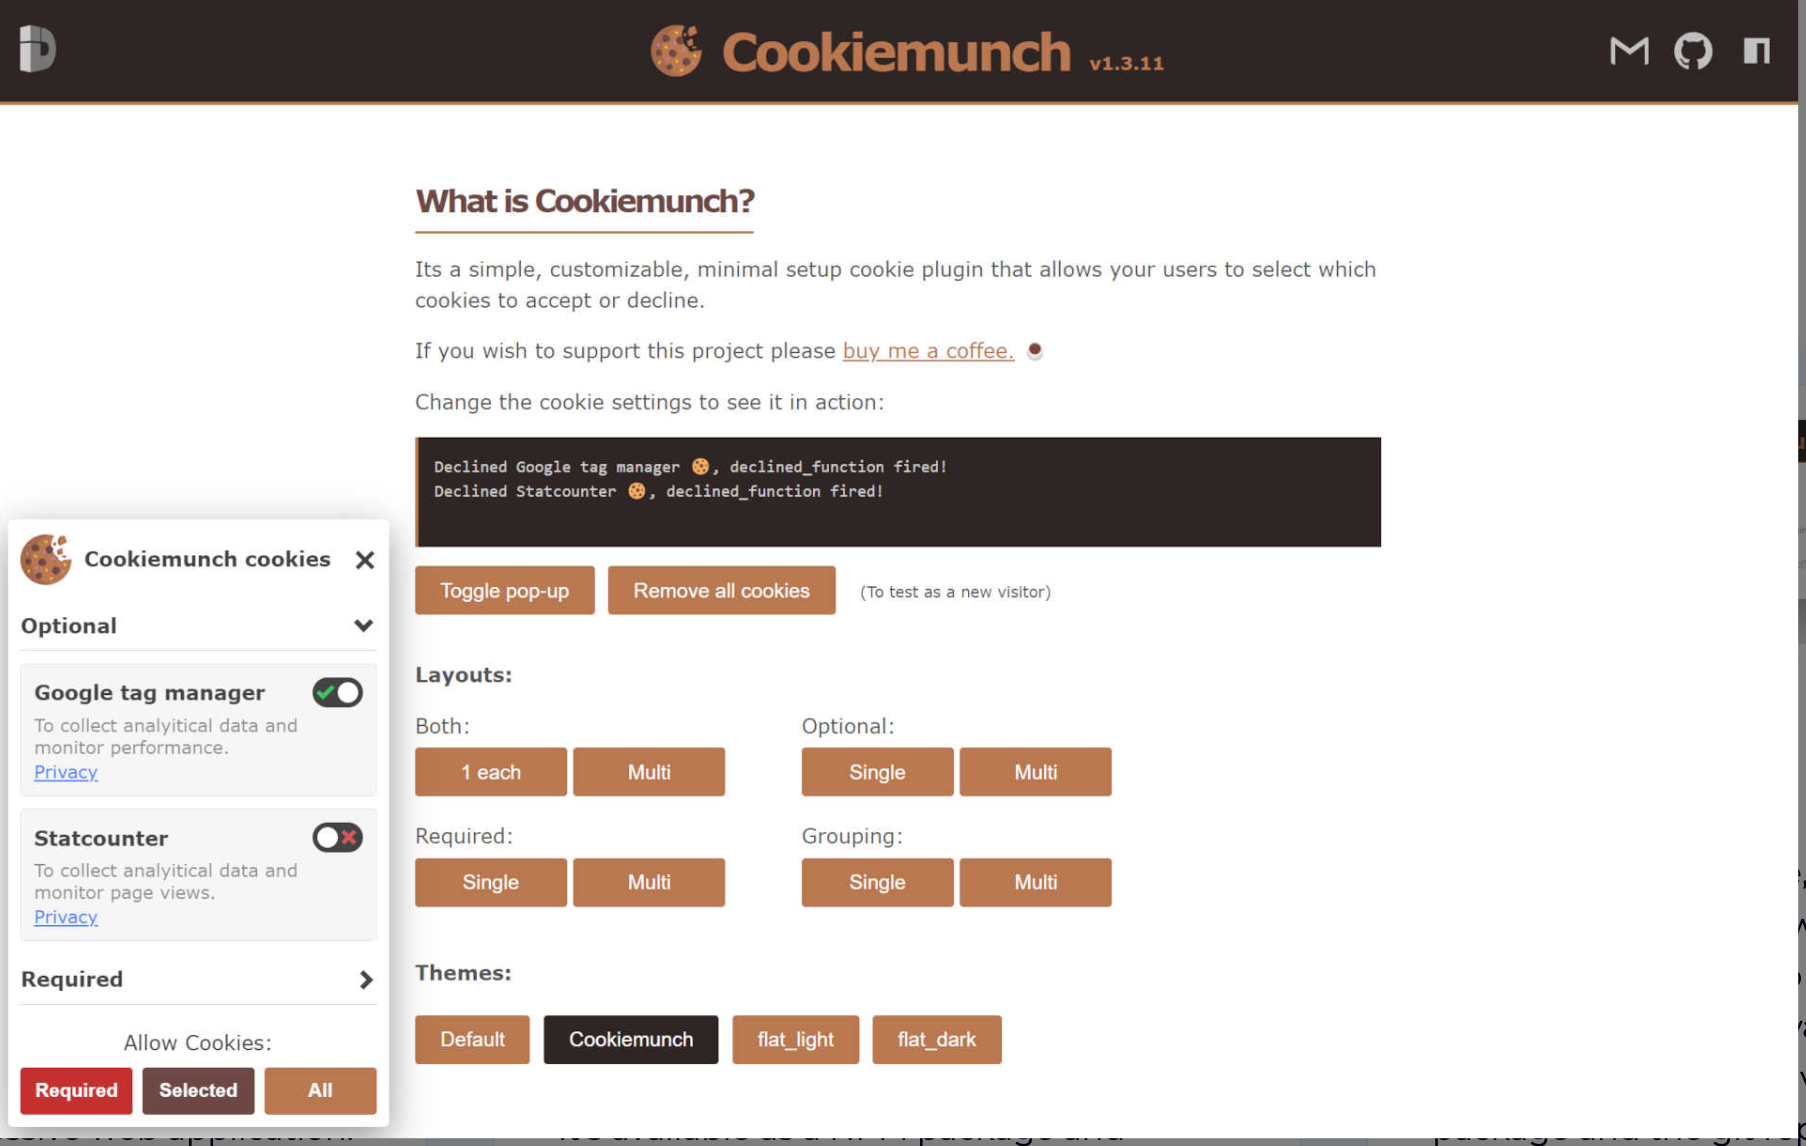 Cookiemunch v1.3.11
What is Cookiemunch?
Its a simple, customizable, minimal setup cookie plugin that allows your users to select which
cookies to accept or decline.
If you wish to support this project please buy me a coffee.
Change the cookie settings to see it in action:
Declined Google tag manager 🍪, declined_function fired!
Declined Statcounter 🍪, declined_function fired!
Toggle pop-up Remove all cookies (To test as a new visitor)
Layouts:
Both:
1 each Multi
Optional:
Single Multi
Required:
Single Multi
Grouping:
Single Multi
Themes:
Default Cookiemunch flat_light flat_dark
Cookiemunch cookies
Optional
Google tag manager
To collect analyitical data and
monitor performance.
Privacy
Statcounter
To collect analyitical data and
monitor page views.
Privacy
Required
Allow Cookies:
Required Selected All